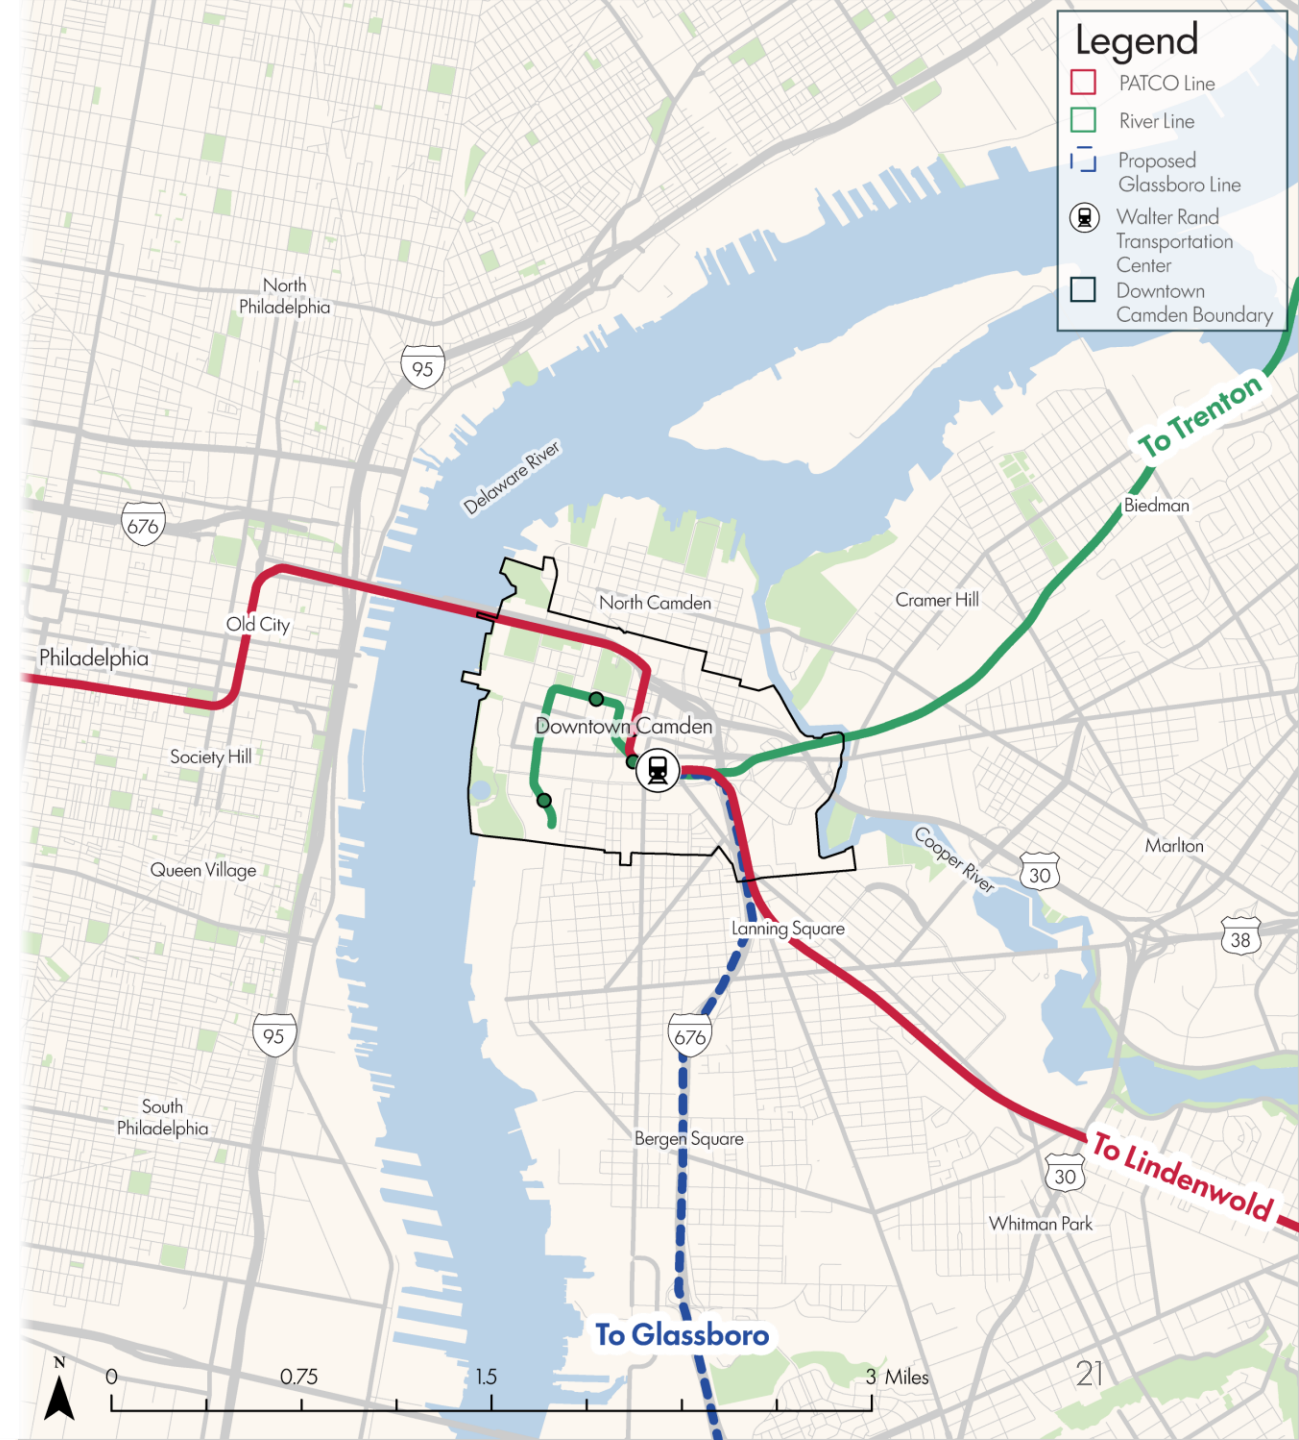 Legend
PATCO Line
River Line
Proposed
Glassboro Line
Walter Rand
Transportation
Center
Downtown
Camden Boundary
North
Philadelphia
95
To Trenton
Delaware River
Biedman
676
North Camden
Cramer Hill
Old City
Philadelphia
Downtown Camden
Society Hill
Cooper River
Marlton
Queen Village
30
Lanning Square
38
95
676
South
Philadelphia
Bergen Square
To Lindenwold
30
Whitman Park
To Glassboro
N
0 0.75 1.5 3 Miles
21